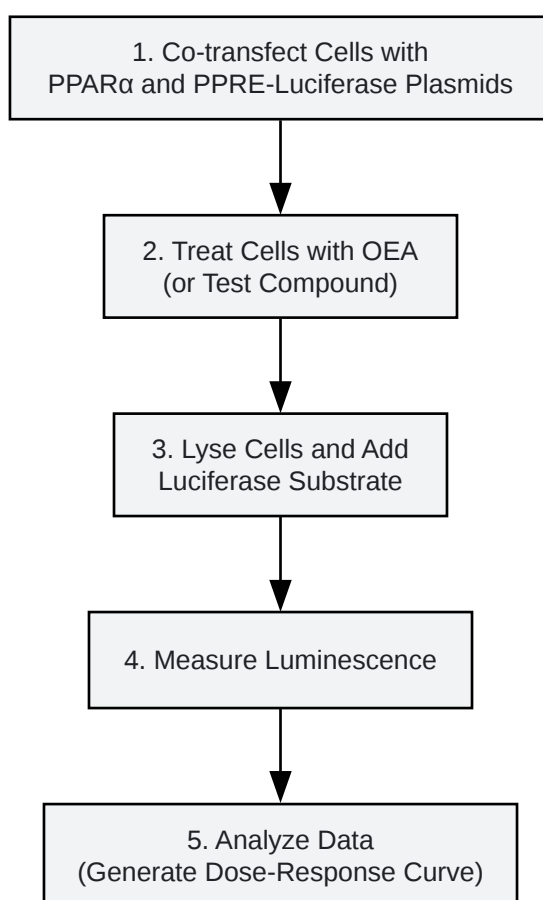 1. Co-transfect Cells with
PPARα and PPRE-Luciferase Plasmids
2. Treat Cells with OEA
(or Test Compound)
3. Lyse Cells and Add
Luciferase Substrate
4. Measure Luminescence
5. Analyze Data
(Generate Dose-Response Curve)